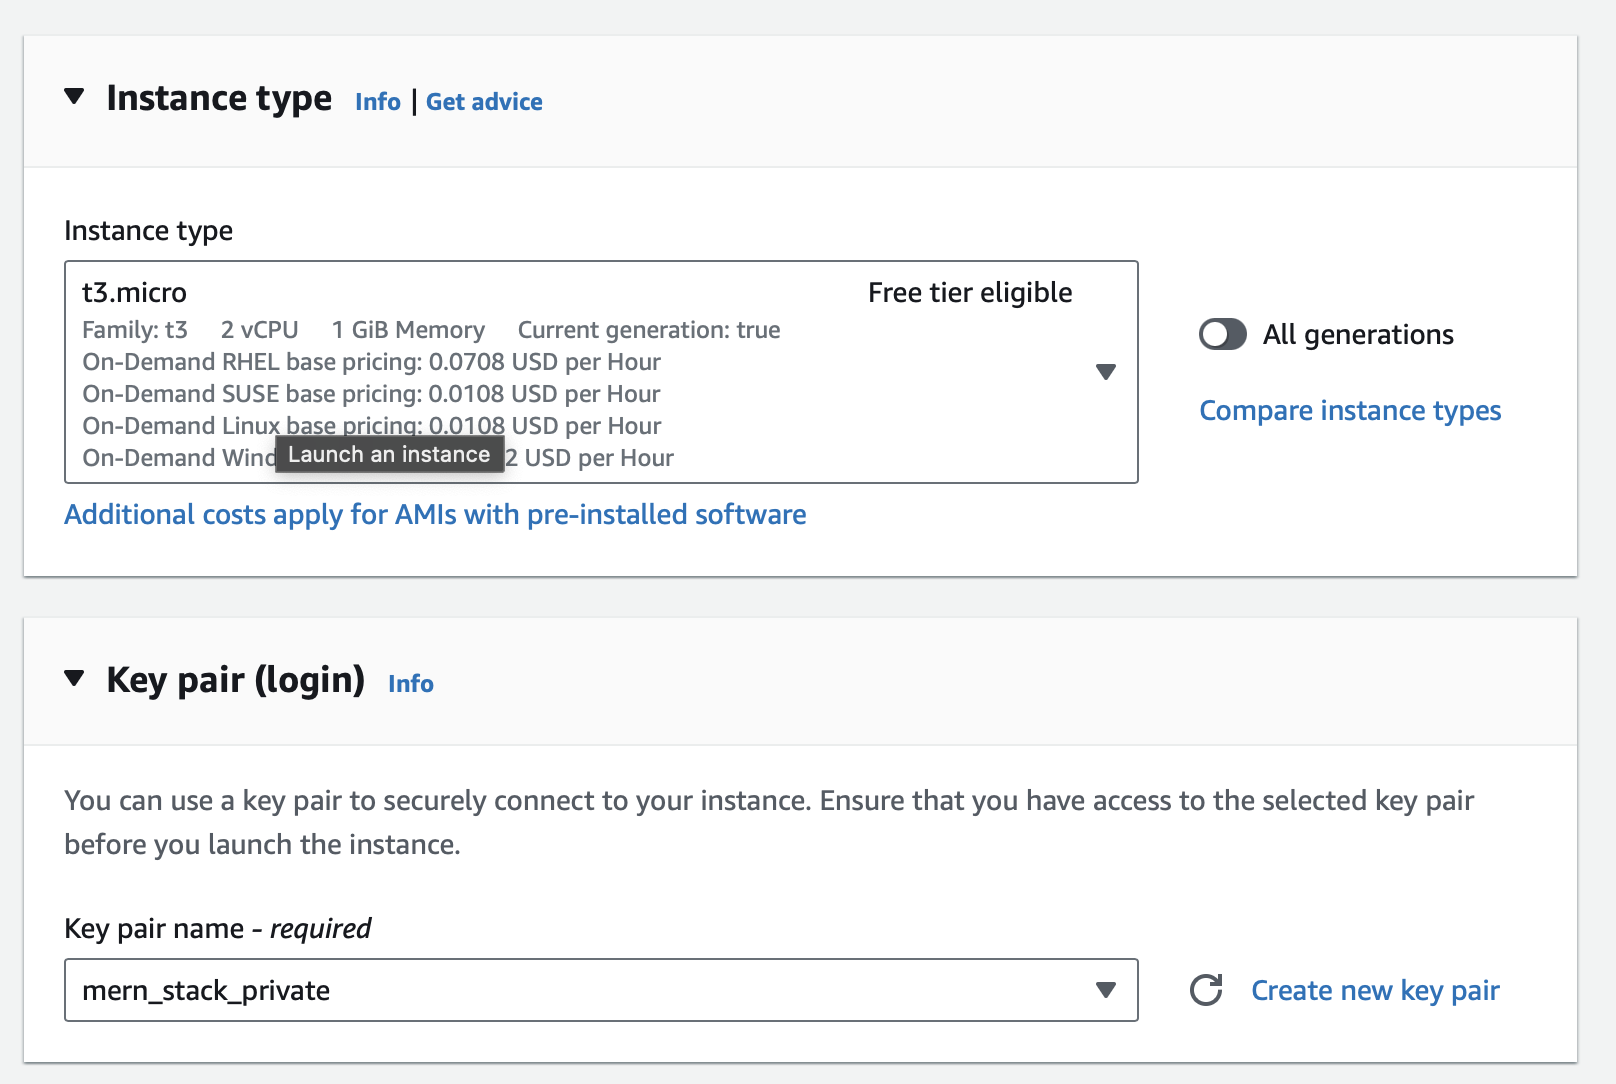 Instance type Info | Get advice
Instance type
t3.micro Free tier eligible
Family: t3 2 vCPU 1 GiB Memory Current generation: true
On-Demand RHEL base pricing: 0.0708 USD per Hour
On-Demand SUSE base pricing: 0.0108 USD per Hour
On-Demand Linux base pricing: 0.0108 USD per Hour
On-Demand Launch an instance USD per Hour
All generations
Compare instance types
Additional costs apply for AMIs with pre-installed software
Key pair (login) Info
You can use a key pair to securely connect to your instance. Ensure that you have access to the selected key pair
before you launch the instance.
Key pair name - required
mern_stack_private
Create new key pair